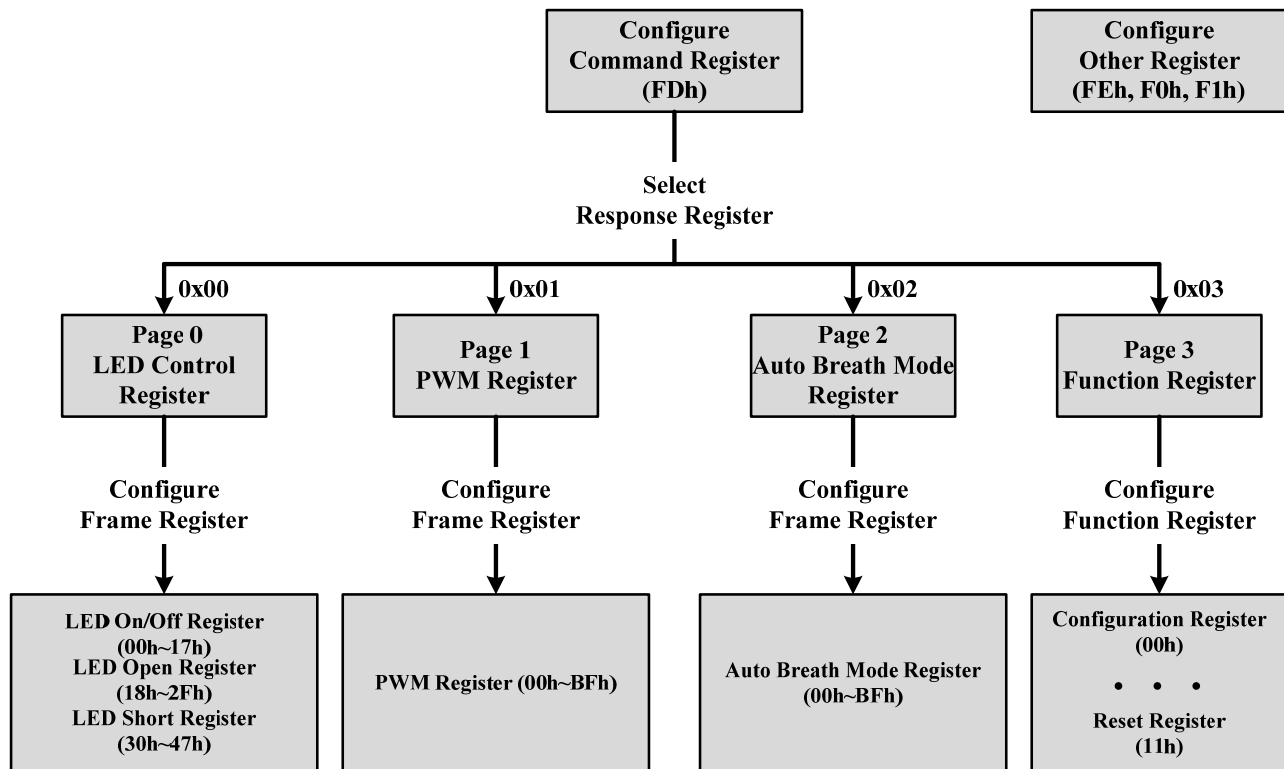 Configure
Command Register
(FDh)
Configure
Other Register
(FEh, F0h, F1h)
Select
Response Register
0x00
0x01
0x02
0x03
Page 0
LED Control
Register
Page 1
PWM Register
Page 2
Auto Breath Mode
Register
Page 3
Function Register
Configure
Frame Register
Configure
Frame Register
Configure
Frame Register
Configure
Function Register
LED On/Off Register
(00h~17h)
LED Open Register
(18h~2Fh)
LED Short Register
(30h~47h)
PWM Register (00h~BFh)
Auto Breath Mode Register
(00h~BFh)
Configuration Register
(00h)
• • •
Reset Register
(11h)